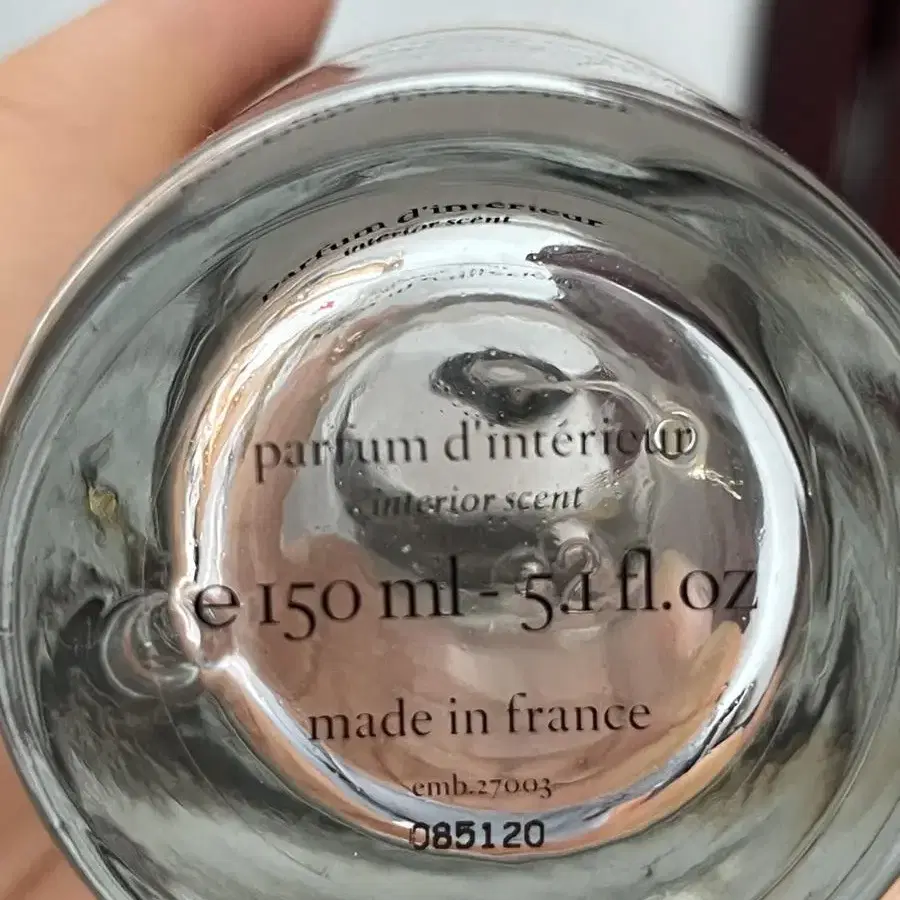 parfum d'intérieur
interior scent
parfum d'intérieur
interior scent
e 150 ml - 5.1 fl.oz
made in france
emb.27003
085120